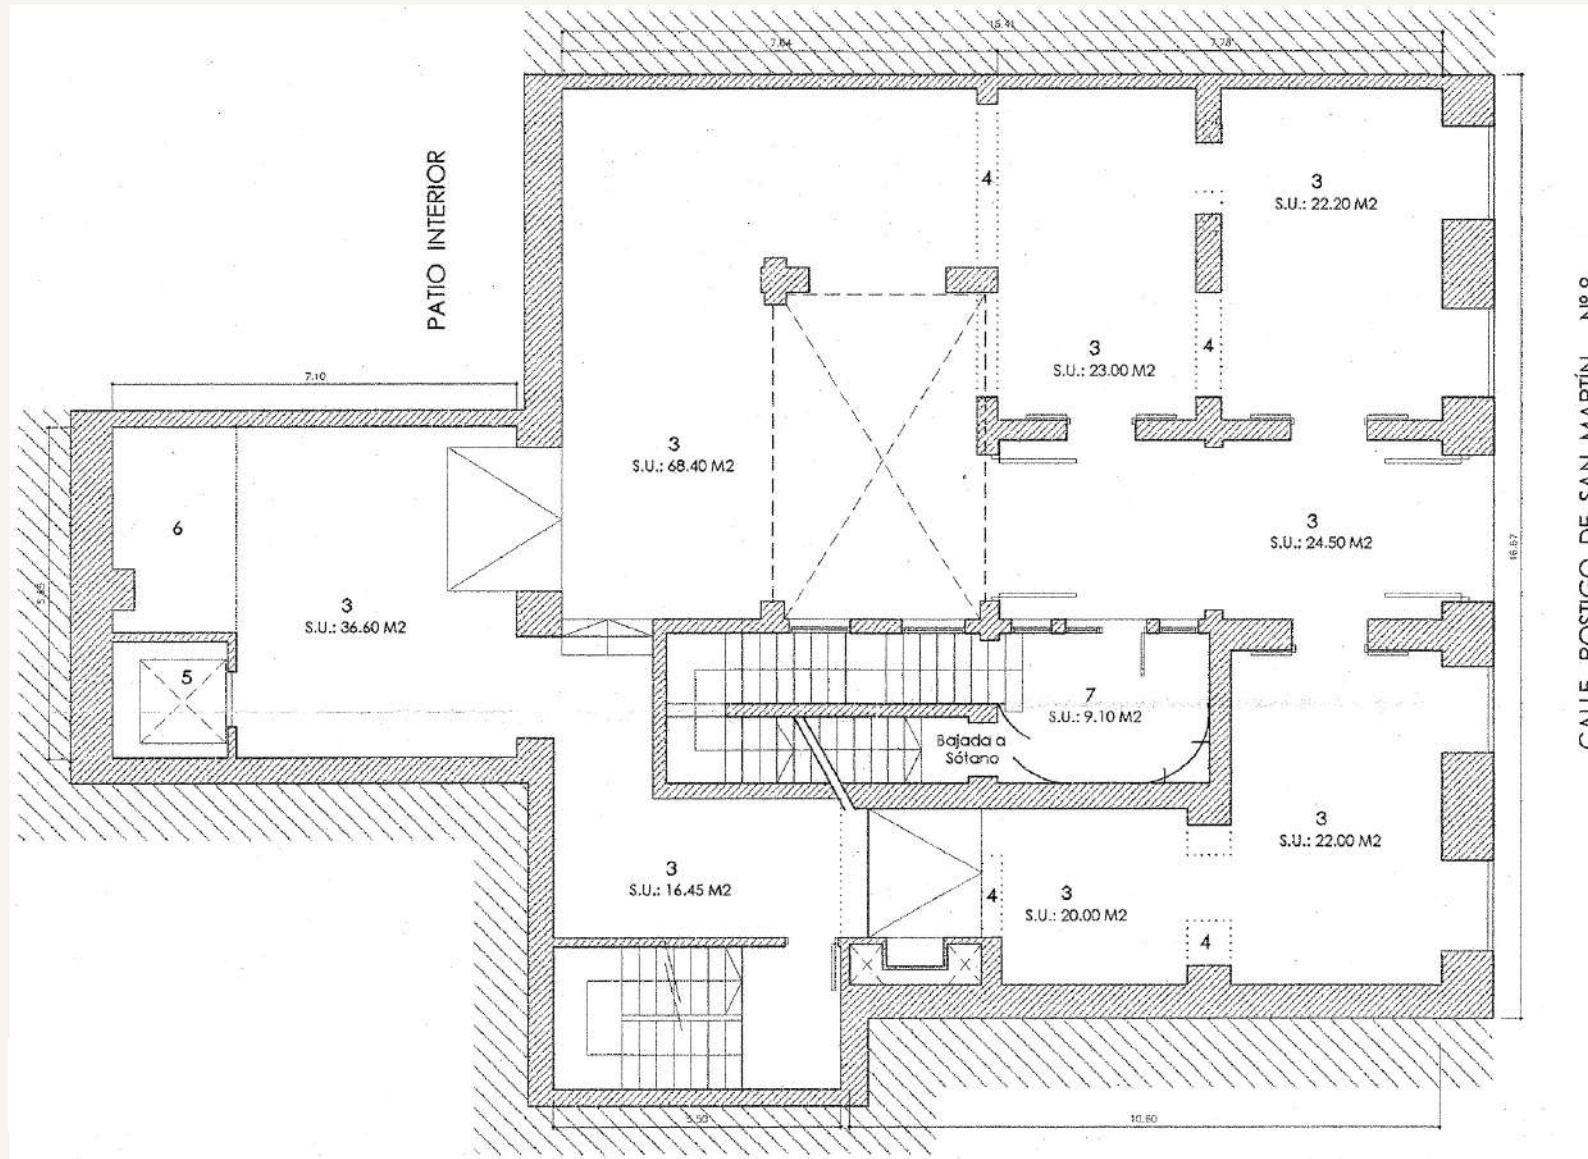 15.41
7.64
7.78
PATIO INTERIOR
4
3
S.U.: 22.20 M2
3
S.U.: 23.00 M2
4
7.10
3
S.U.: 68.40 M2
6
3
S.U.: 24.50 M2
16.57
3
S.U.: 36.60 M2
5
7
S.U.: 9.10 M2
Bajada a
Sótano
3
S.U.: 22.00 M2
3
S.U.: 16.45 M2
4
3
S.U.: 20.00 M2
4
10.60
CALLE POSTIGO DE SAN MARTÍN